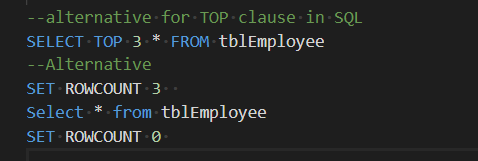 --alternative for TOP clause in SQL
SELECT TOP 3 * FROM tblEmployee
--Alternative
SET ROWCOUNT 3
Select * from tblEmployee
SET ROWCOUNT 0